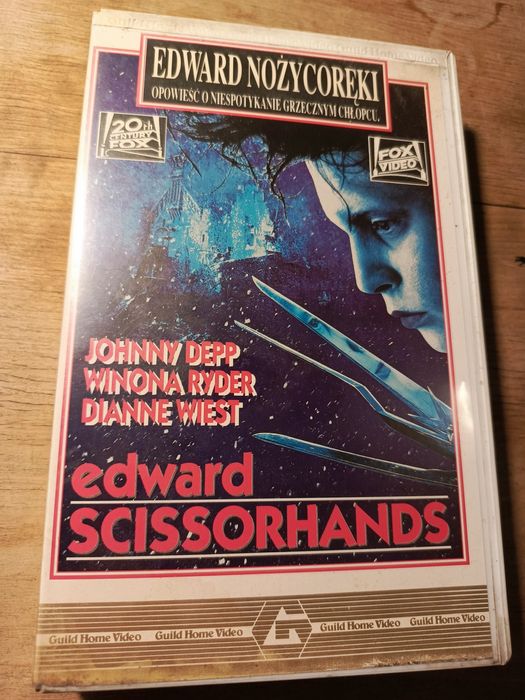 EDWARD NOŻYCORĘKI
OPOWIEŚĆ O NIESPOTYKANIE GRZECZNYM CHŁOPCU.
20th
CENTURY
FOX
FOX
VIDEO
JOHNNY DEPP
WINONA RYDER
DIANNE WIEST
edward
SCISSORHANDS
Guild Home Video Guild Home Video G Guild Home Video Guild Home Video